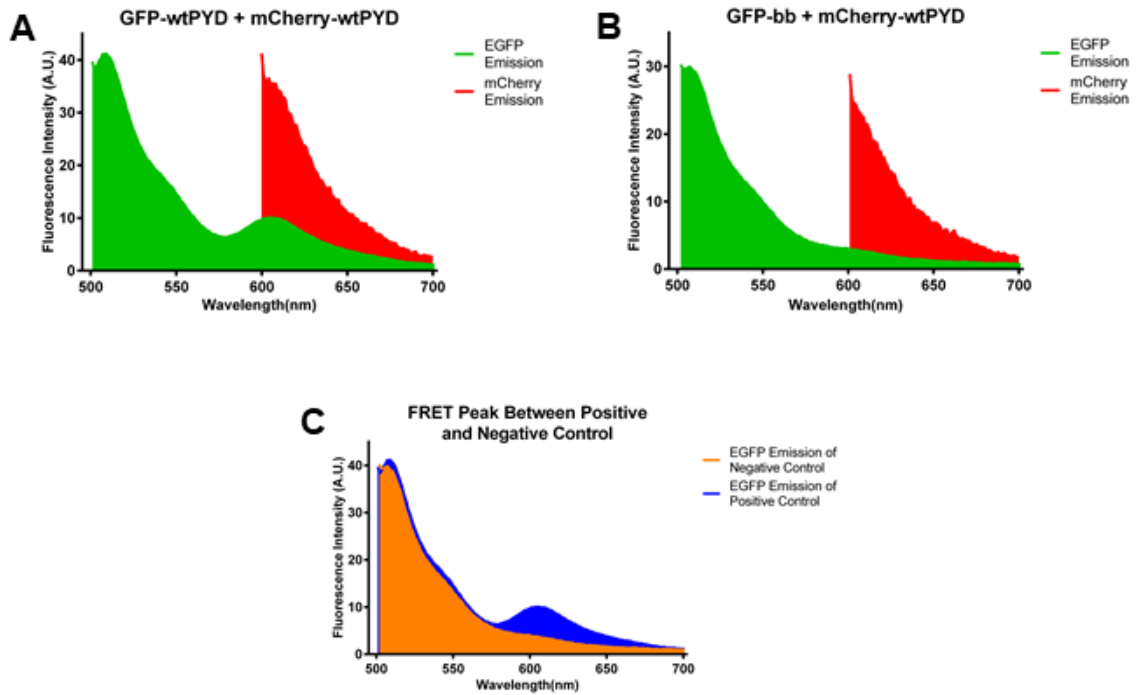 A
GFP-wtPYD + mCherry-wtPYD
Fluorescence Intensity (A.U.)
40
30
20
10
0
500
550
600
650
700
Wavelength(nm)
EGFP
Emission
mCherry
Emission
B
GFP-bb + mCherry-wtPYD
Fluorescence Intensity (A.U.)
30
20
10
0
500
550
600
650
700
Wavelength(nm)
EGFP
Emission
mCherry
Emission
C
FRET Peak Between Positive
and Negative Control
Fluorescence Intensity (A.U.)
40
30
20
10
0
500
550
600
650
700
Wavelength(nm)
EGFP Emission of
Negative Control
EGFP Emission of
Positive Control